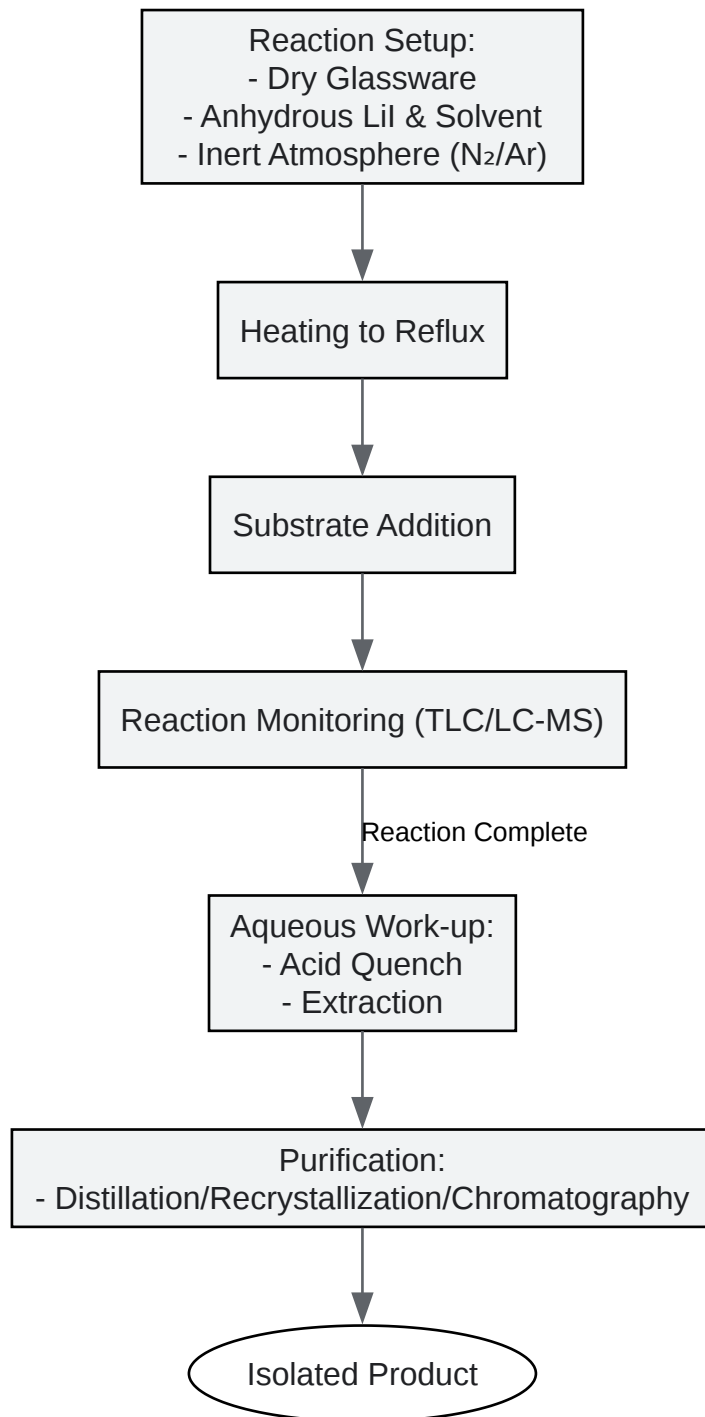 Reaction Setup:
- Dry Glassware
- Anhydrous LiI & Solvent
- Inert Atmosphere (N₂/Ar)
Heating to Reflux
Substrate Addition
Reaction Monitoring (TLC/LC-MS)
Reaction Complete
Aqueous Work-up:
- Acid Quench
- Extraction
Purification:
- Distillation/Recrystallization/Chromatography
Isolated Product